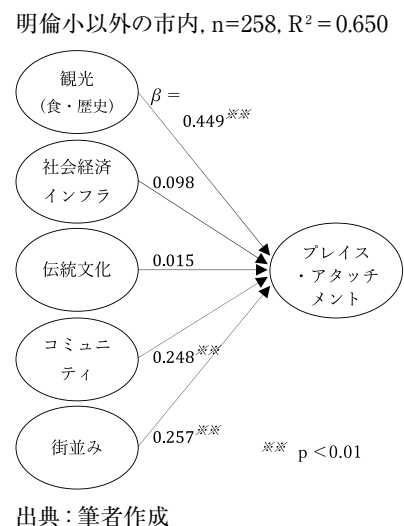 明倫小以外の市内, n=258, R² = 0.650
観光
(食・歴史)
β =
0.449※※
社会経済
インフラ
0.098
伝統文化
0.015
プレイス
・アタッチ
メント
コミュニ
ティ
0.248※※
街並み
0.257※※
※※ p <0.01
出典：筆者作成